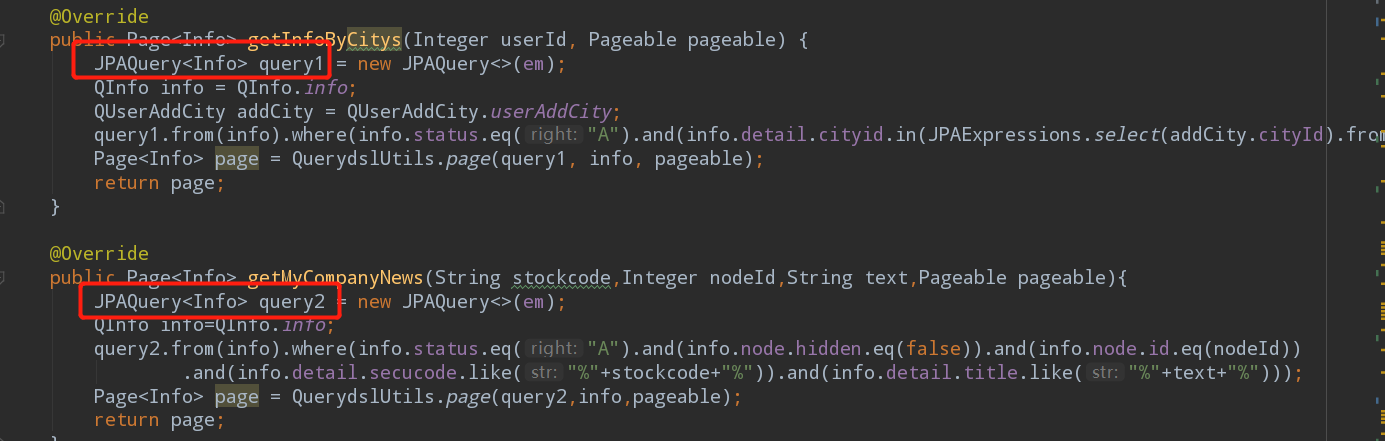 @Override
public Page<Info> getInfoByCitys(Integer userId, Pageable pageable) {
JPAQuery<Info> query1 = new JPAQuery<>(em);
QInfo info = QInfo.info;
QUserAddCity addCity = QUserAddCity.userAddCity;
query1.from(info).where(info.status.eq( right: "A").and(info.detail.cityid.in(JPAExpressions.select(addCity.cityId).from
Page<Info> page = QuerydslUtils.page(query1, info, pageable);
return page;
}
@Override
public Page<Info> getMyCompanyNews(String stockcode,Integer nodeId,String text,Pageable pageable){
JPAQuery<Info> query2 = new JPAQuery<>(em);
QInfo info=QInfo.info;
query2.from(info).where(info.status.eq( right: "A").and(info.node.hidden.eq(false)).and(info.node.id.eq(nodeId))
.and(info.detail.secucode.like( str: "%"+stockcode+"%")).and(info.detail.title.like( str: "%"+text+"%")));
Page<Info> page = QuerydslUtils.page(query2,info,pageable);
return page;